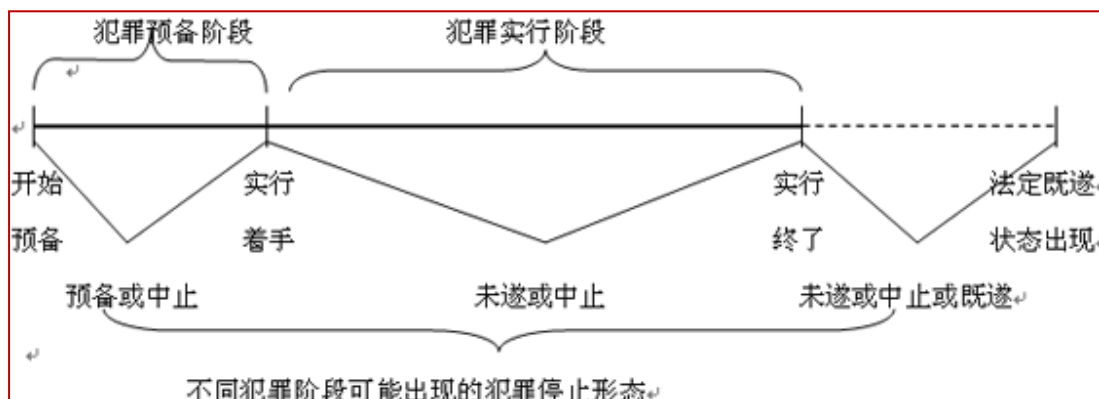 犯罪预备阶段 犯罪实行阶段
开始 实行 实行 法定既遂
预备 着手 终了 状态出现
预备或中止 未遂或中止 未遂或中止或既遂
不同犯罪阶段可能出现的犯罪停止形态